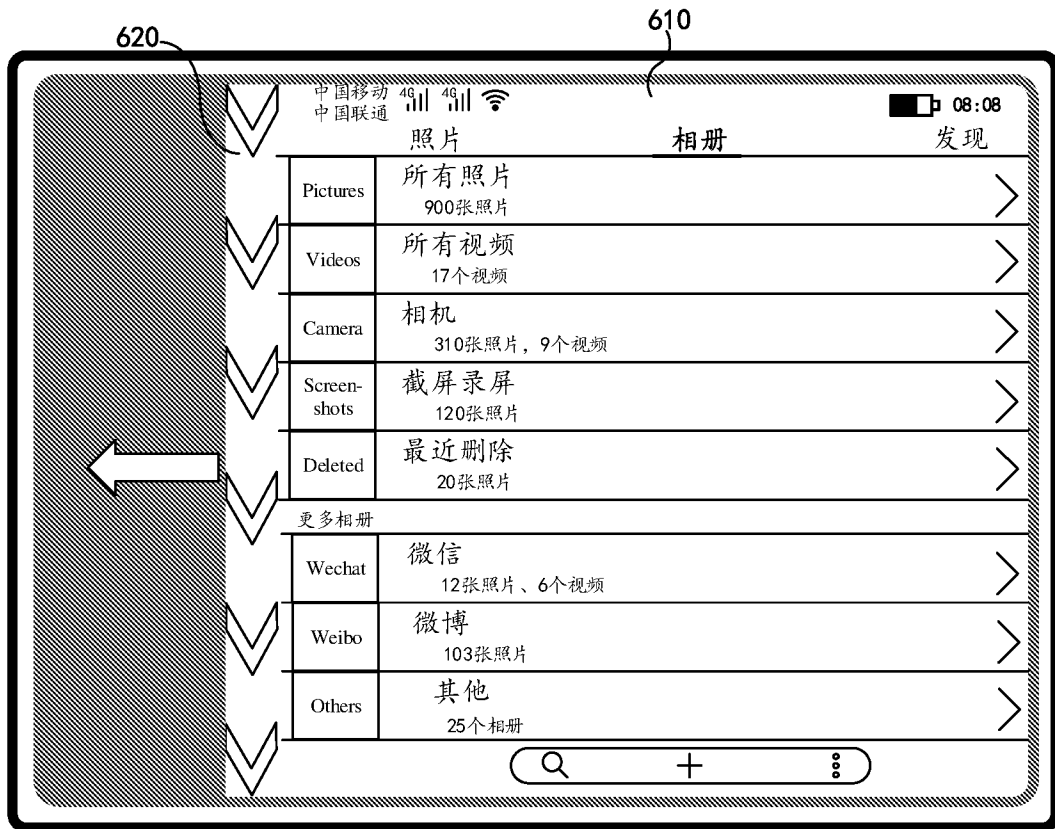 620
610
中国移动 4G 4G
中国联通
08:08
照片 相册 发现
Pictures
所有照片
900张照片
Videos
所有视频
17个视频
Camera
相机
310张照片，9个视频
Screen-
shots
截屏录屏
120张照片
Deleted
最近删除
20张照片
更多相册
Wechat
微信
12张照片、6个视频
Weibo
微博
103张照片
Others
其他
25个相册